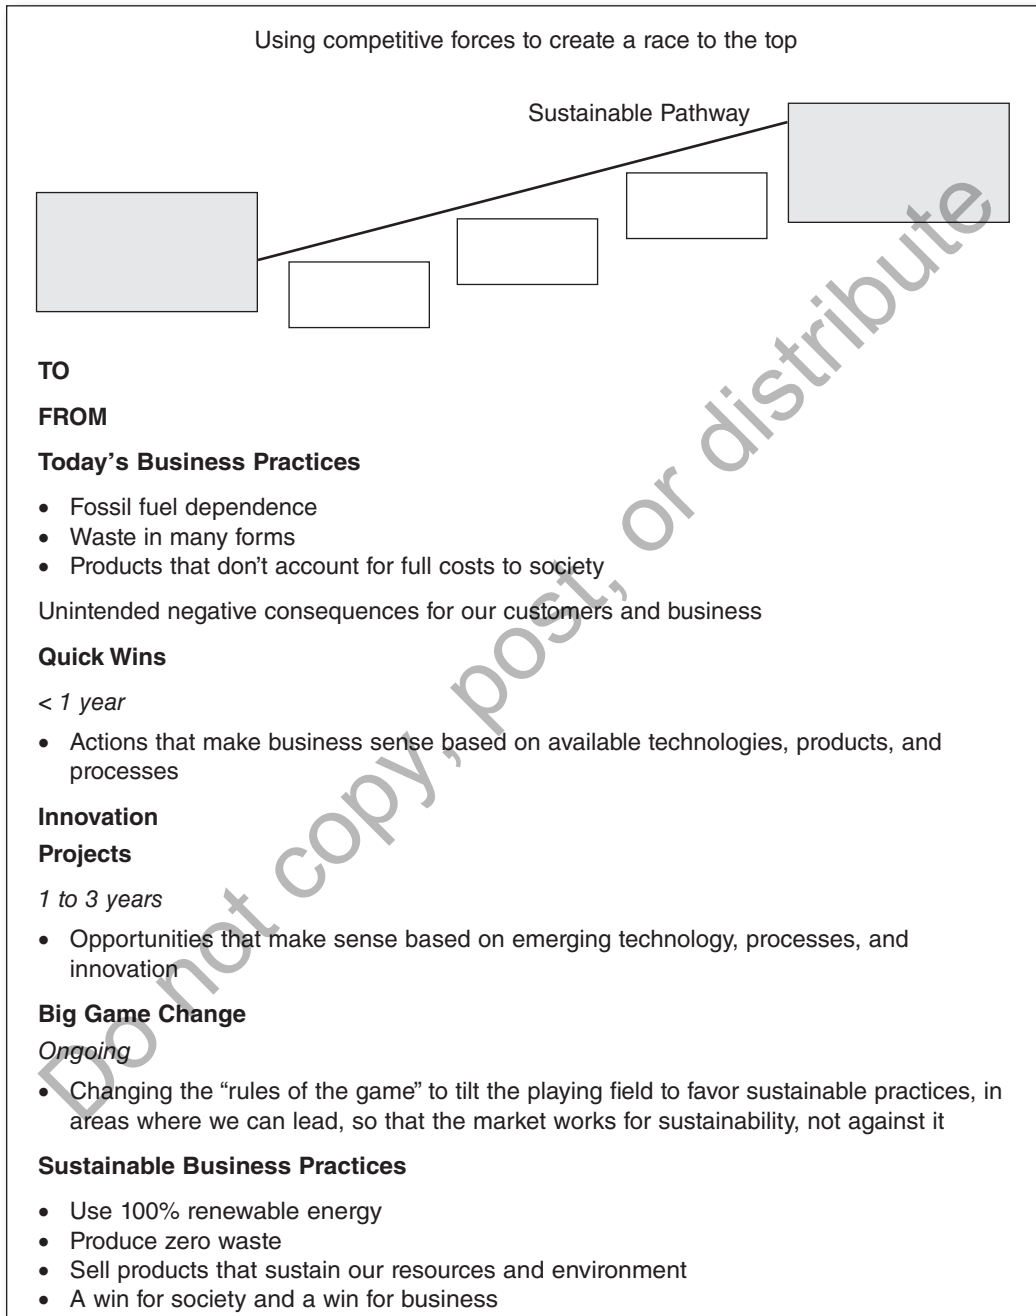 Using competitive forces to create a race to the top
Sustainable Pathway
TO
FROM
Today's Business Practices
• Fossil fuel dependence
• Waste in many forms
• Products that don't account for full costs to society
Unintended negative consequences for our customers and business
Quick Wins
< 1 year
• Actions that make business sense based on available technologies, products, and
processes
Innovation
Projects
1 to 3 years
• Opportunities that make sense based on emerging technology, processes, and
innovation
Big Game Change
Ongoing
• Changing the “rules of the game” to tilt the playing field to favor sustainable practices, in
areas where we can lead, so that the market works for sustainability, not against it
Sustainable Business Practices
• Use 100% renewable energy
• Produce zero waste
• Sell products that sustain our resources and environment
• A win for society and a win for business
Do not copy, post, or distribute